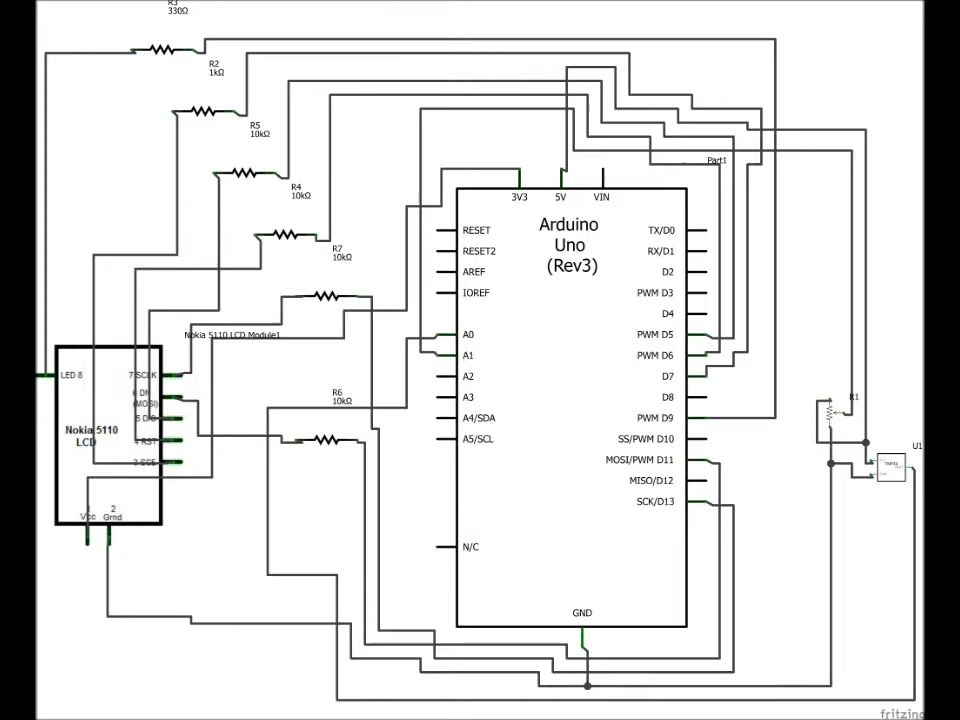 R3
330Ω
R2
1kΩ
R5
10kΩ
R4
10kΩ
R7
10kΩ
R6
10kΩ
Part1
3V3 5V VIN
Arduino
Uno
(Rev3)
RESET
RESET2
AREF
IOREF
A0
A1
A2
A3
A4/SDA
A5/SCL
N/C
TX/D0
RX/D1
D2
PWM D3
D4
PWM D5
PWM D6
D7
D8
PWM D9
SS/PWM D10
MOSI/PWM D11
MISO/D12
SCK/D13
GND
Nokia 5110 LCD Module1
LED 8
7 SCLK
6 DN
(MOSI)
5 D/C
4 RST
3 SCE
Nokia 5110
LCD
1
Vcc
2
Grnd
R1
U1
fritzing